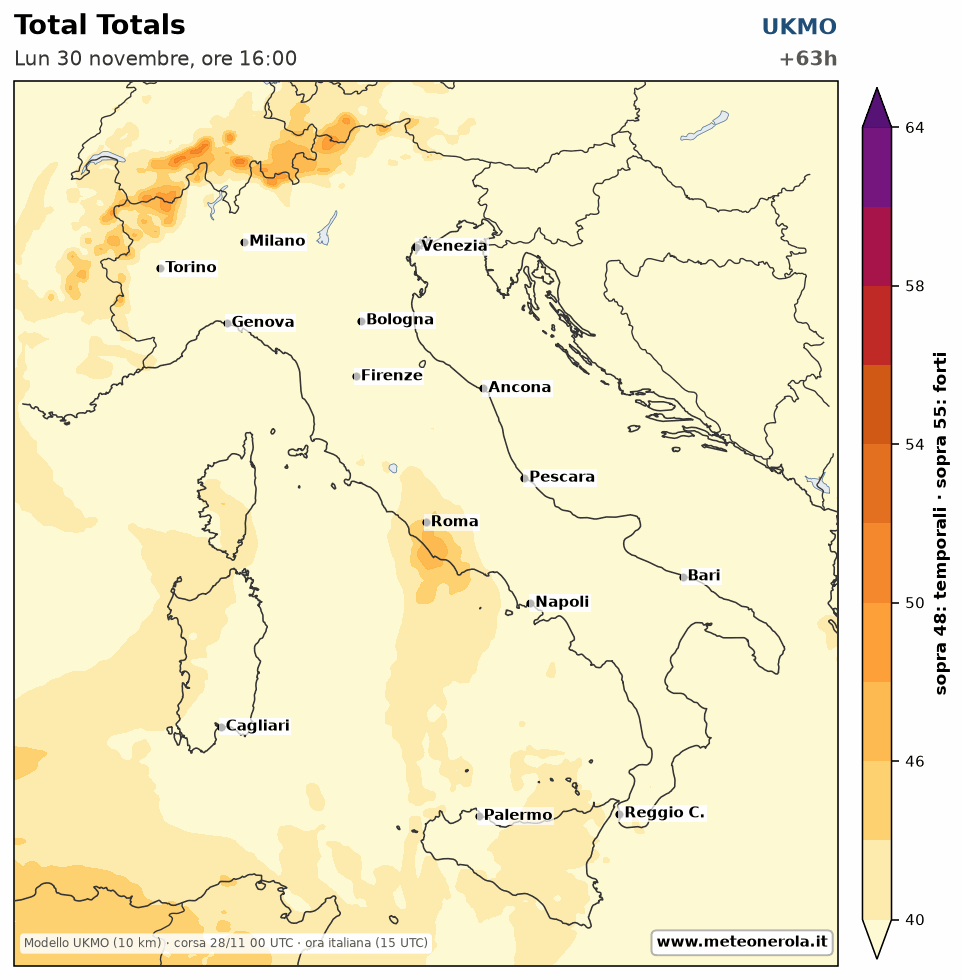 Total Totals
UKMO
Lun 30 novembre, ore 16:00
+63h
Milano
Venezia
Torino
Genova
Bologna
Firenze
Ancona
Pescara
Roma
Bari
Napoli
Cagliari
Palermo
Reggio C.
64
58
54
50
46
40
sopra 48: temporali · sopra 55: forti
Modello UKMO (10 km) · corsa 28/11 00 UTC · ora italiana (15 UTC)
www.meteonerola.it